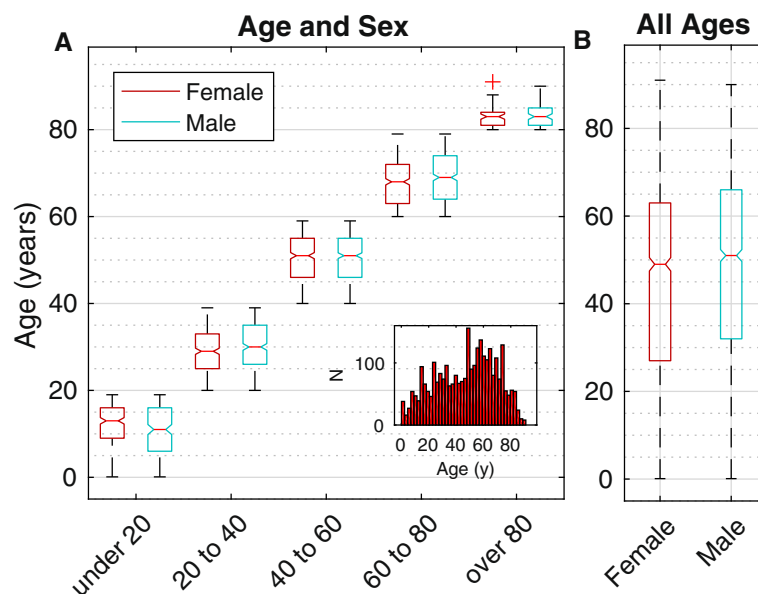 A
Age and Sex
B
All Ages
Female
Male
Age (years)
80
60
40
20
0
N
100
0
0 20 40 60 80
Age (y)
under 20
20 to 40
40 to 60
60 to 80
over 80
80
60
40
20
0
Female
Male